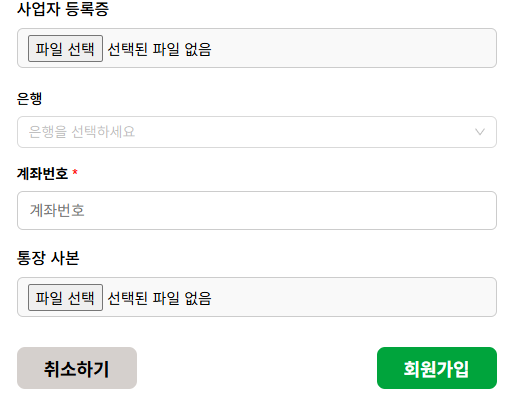 사업자 등록증
파일 선택 선택된 파일 없음
은행
은행을 선택하세요
계좌번호 *
계좌번호
통장 사본
파일 선택 선택된 파일 없음
취소하기 회원가입